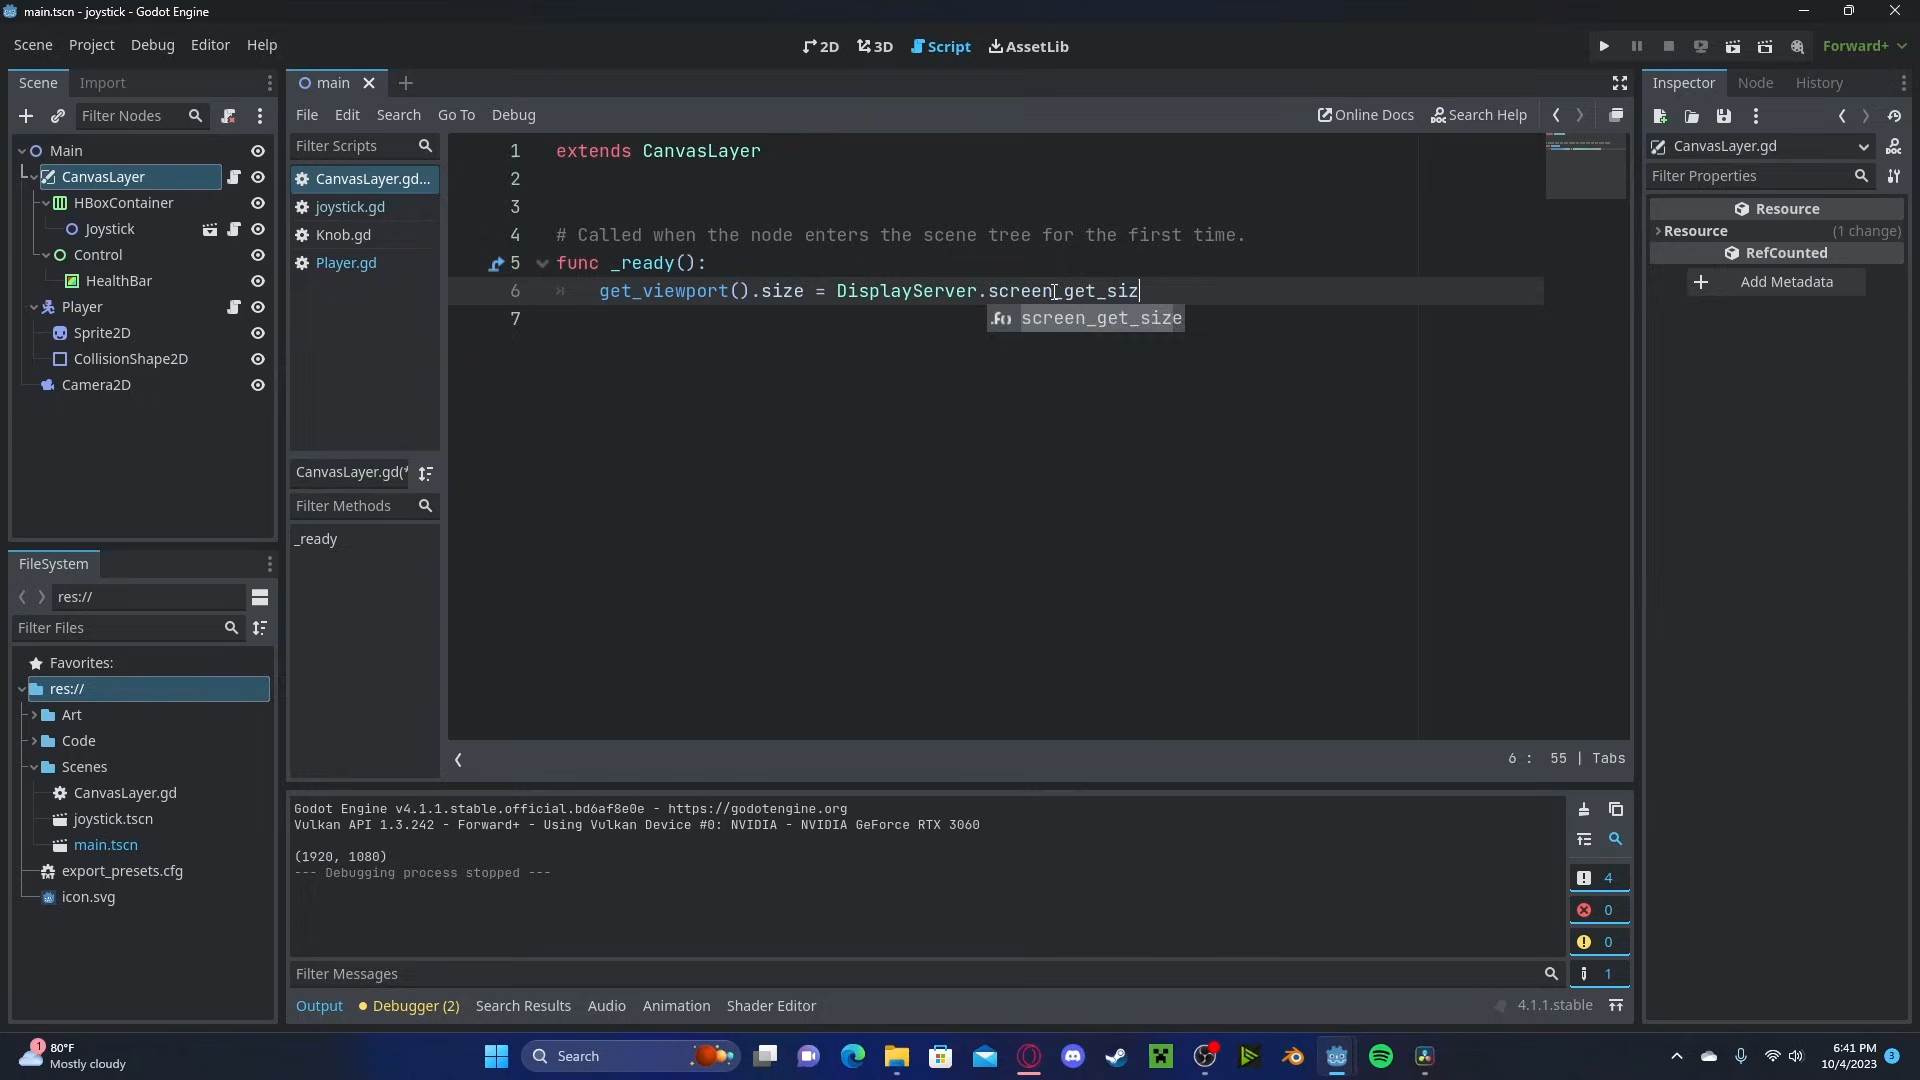 main.tscn - joystick - Godot Engine
Scene Project Debug Editor Help
2D 3D Script AssetLib
Forward+
Scene Import
main
Inspector Node History
Filter Nodes
File Edit Search Go To Debug
Online Docs Search Help
Filter Scripts
CanvasLayer.gd...
joystick.gd
Knob.gd
Player.gd
CanvasLayer.gd(*
Filter Methods
_ready
Main
CanvasLayer
HBoxContainer
Joystick
Control
HealthBar
Player
Sprite2D
CollisionShape2D
Camera2D
1 extends CanvasLayer
2
3
4 # Called when the node enters the scene tree for the first time.
5 func _ready():
6 get_viewport().size = DisplayServer.screen_get_siz
7
screen_get_size
6 : 55 | Tabs
CanvasLayer.gd
Filter Properties
Resource
Resource (1 change)
RefCounted
Add Metadata
FileSystem
res://
Filter Files
Favorites:
res://
Art
Code
Scenes
CanvasLayer.gd
joystick.tscn
main.tscn
export_presets.cfg
icon.svg
Godot Engine v4.1.1.stable.official.bd6af8e0e - https://godotengine.org
Vulkan API 1.3.242 - Forward+ - Using Vulkan Device #0: NVIDIA - NVIDIA GeForce RTX 3060
(1920, 1080)
--- Debugging process stopped ---
4
0
0
1
Filter Messages
Output Debugger (2) Search Results Audio Animation Shader Editor
4.1.1.stable
1
80°F
Mostly cloudy
Search
6:41 PM
10/4/2023
3